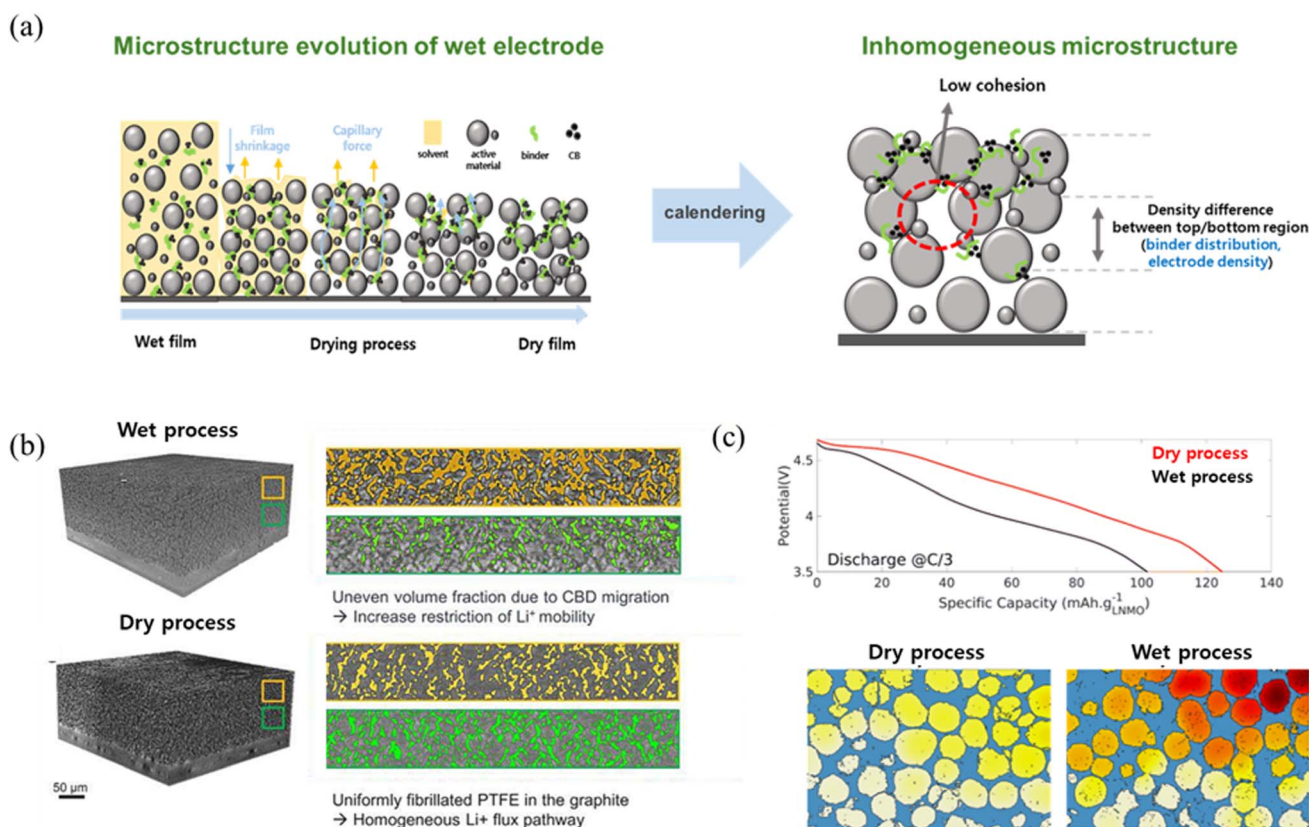 (a)
Microstructure evolution of wet electrode
Film
shrinkage
Capillary
force
solvent
active
material
binder
CB
Wet film
Drying process
Dry film
calendering
Inhomogeneous microstructure
Low cohesion
Density difference
between top/bottom region
(binder distribution,
electrode density)
(b)
Wet process
Uneven volume fraction due to CBD migration
→ Increase restriction of Li⁺ mobility
Dry process
50 µm
Uniformly fibrillated PTFE in the graphite
→ Homogeneous Li+ flux pathway
(c)
Dry process
Wet process
Potential(V)
4.5
4
3.5
Discharge @C/3
0
20
40
60
80
100
120
140
Specific Capacity (mAh.g⁻¹LNMO)
Dry process
Wet process